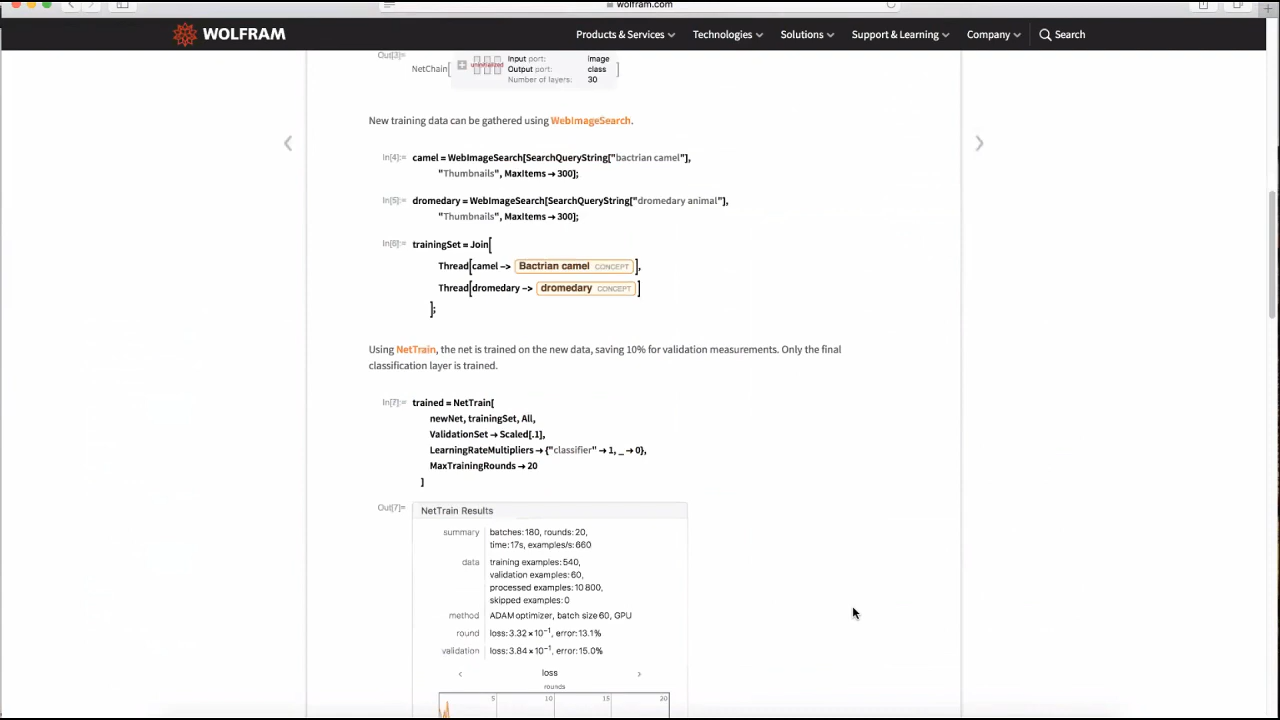 wolfram.com
WOLFRAM
Products & Services
Technologies
Solutions
Support & Learning
Company
Search
Out[3]=
NetChain[
uninitialized
Input port: image
Output port: class
Number of layers: 30
]
New training data can be gathered using WebImageSearch.
In[4]:= camel = WebImageSearch[SearchQueryString["bactrian camel"],
"Thumbnails", MaxItems → 300];
In[5]:= dromedary = WebImageSearch[SearchQueryString["dromedary animal"],
"Thumbnails", MaxItems → 300];
In[6]:= trainingSet = Join[
Thread[camel -> Bactrian camel CONCEPT ],
Thread[dromedary -> dromedary CONCEPT ]
];
Using NetTrain, the net is trained on the new data, saving 10% for validation measurements. Only the final
classification layer is trained.
In[7]:= trained = NetTrain[
newNet, trainingSet, All,
ValidationSet → Scaled[.1],
LearningRateMultipliers → {"classifier" → 1, _ → 0},
MaxTrainingRounds → 20
]
Out[7]= NetTrain Results
summary batches: 180, rounds: 20,
time: 17s, examples/s: 660
data training examples: 540,
validation examples: 60,
processed examples: 10 800,
skipped examples: 0
method ADAM optimizer, batch size 60, GPU
round loss: 3.32 × 10⁻¹, error: 13.1%
validation loss: 3.84 × 10⁻¹, error: 15.0%
loss
rounds
5 10 15 20